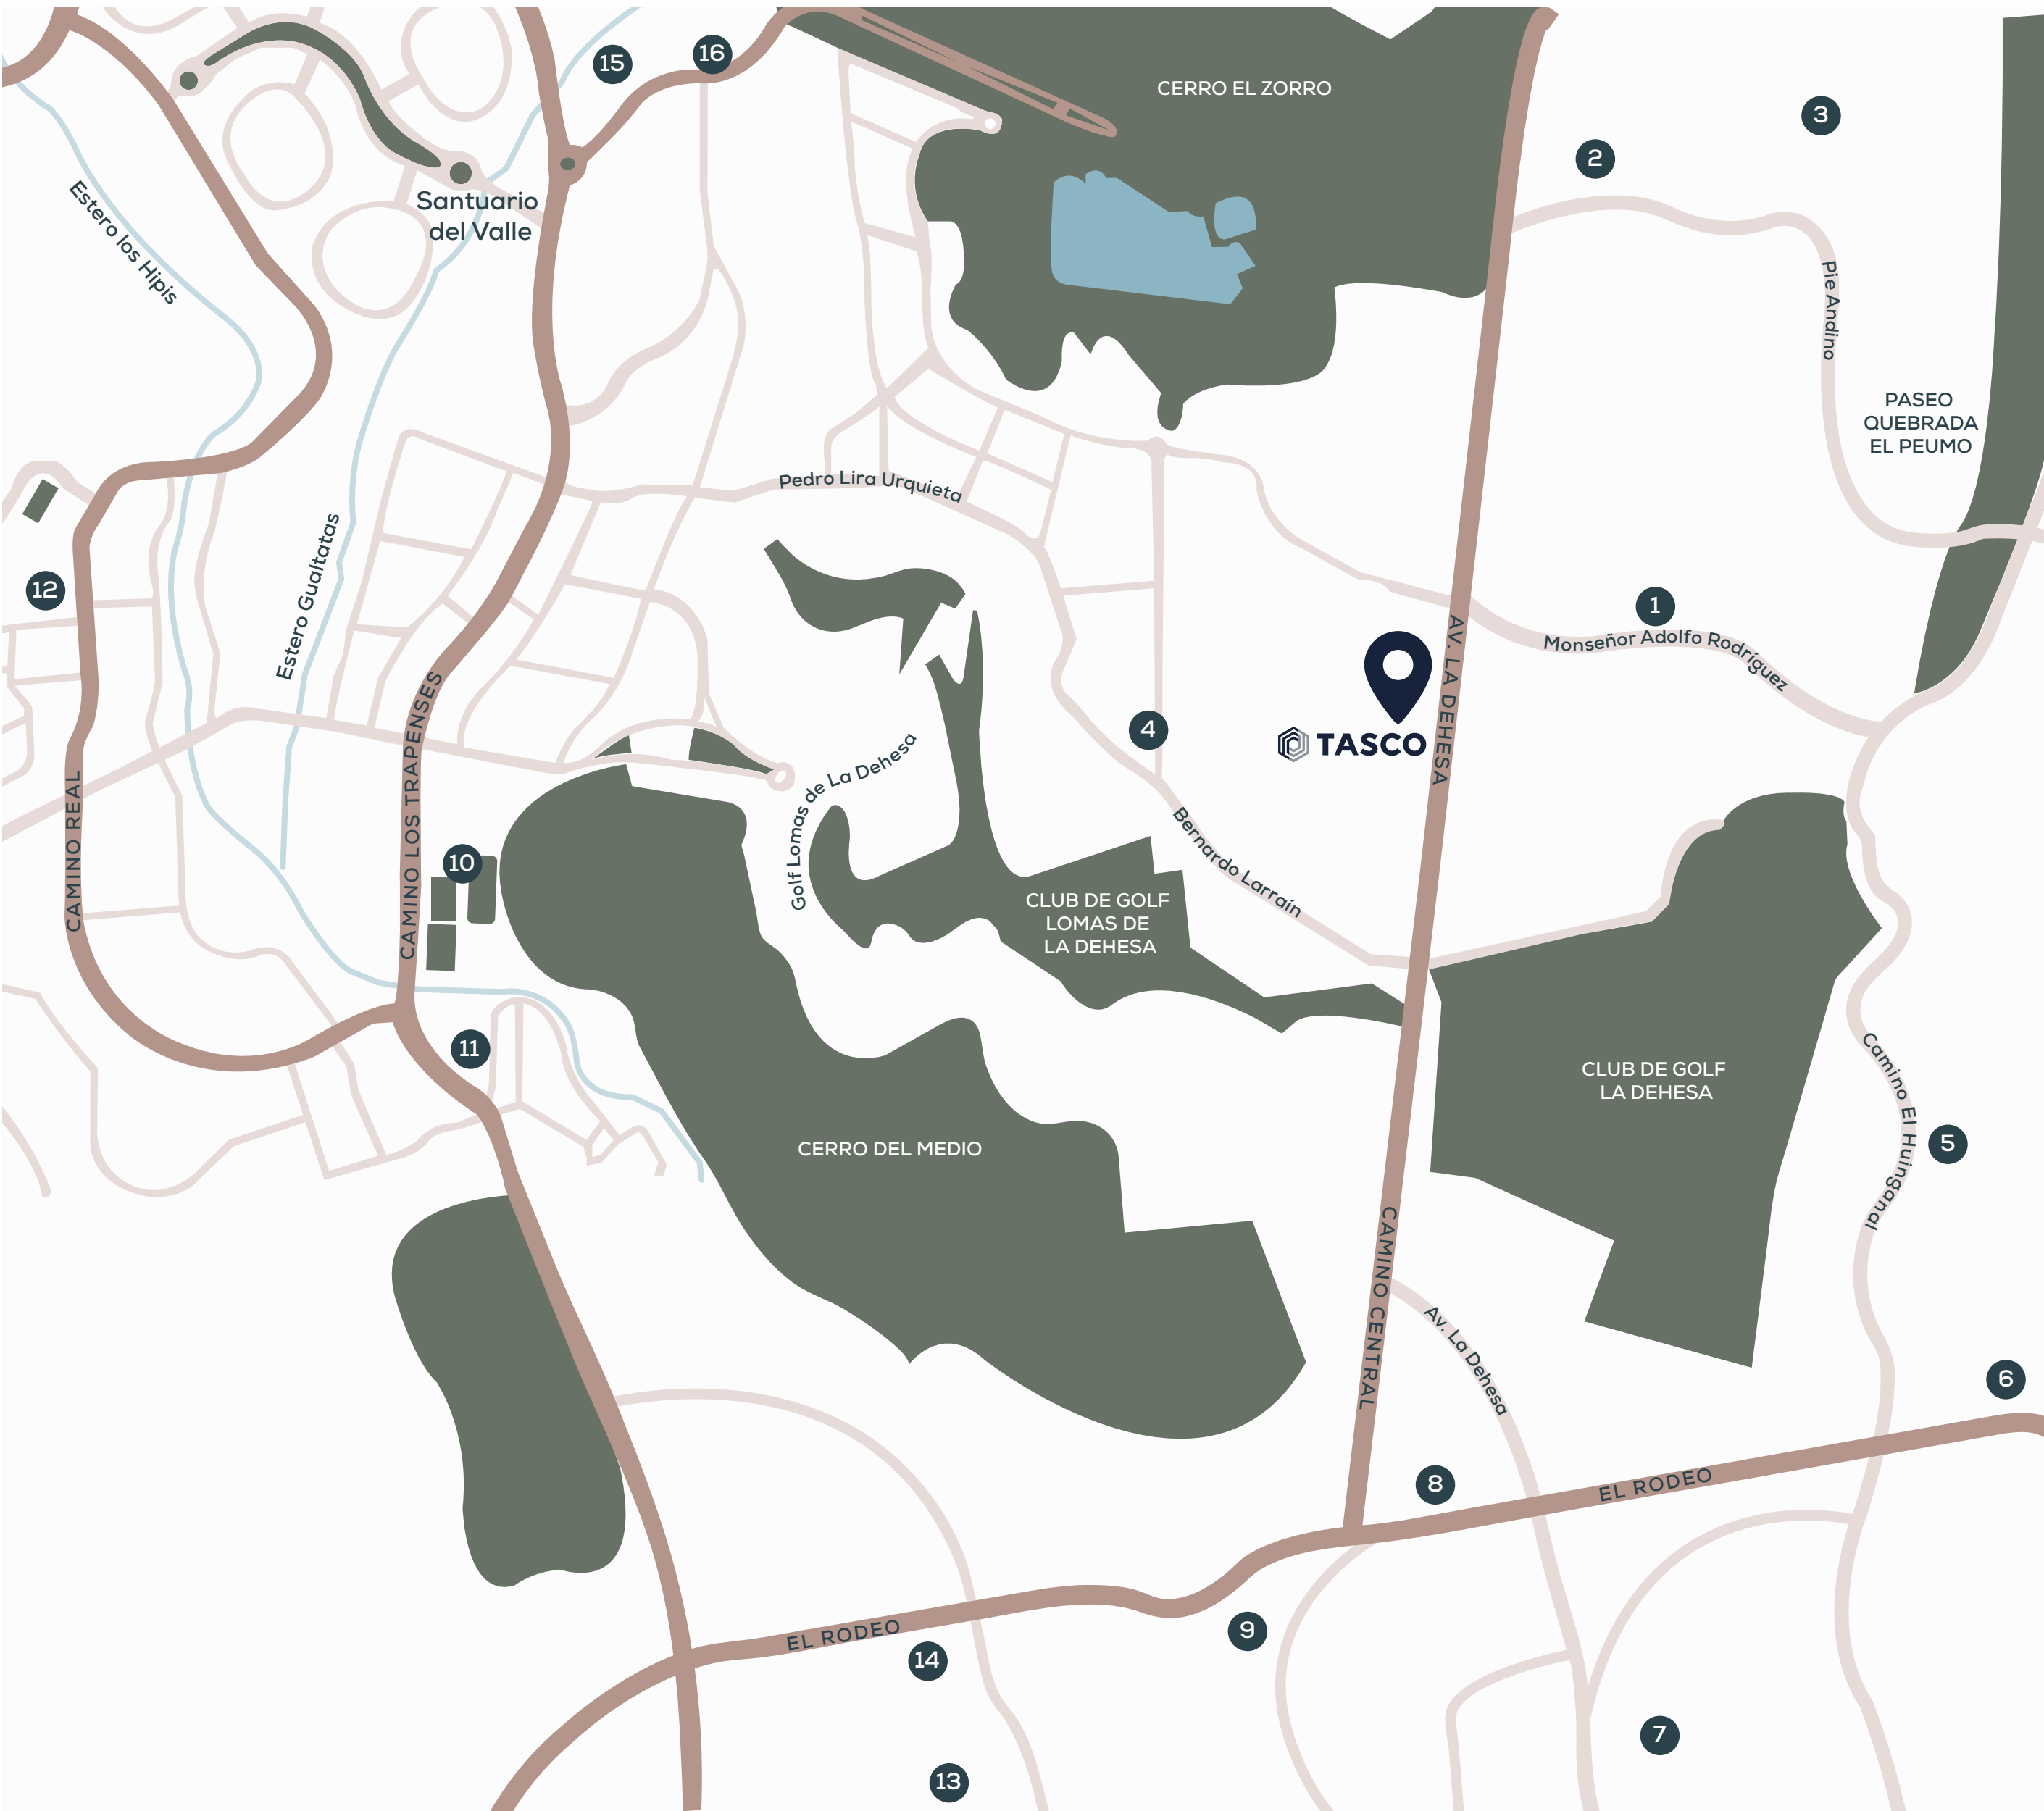 15
16
CERRO EL ZORRO
3
2
Santuario
del Valle
Estero los Hipis
Pie Andino
PASEO
QUEBRADA
EL PEUMO
Pedro Lira Urquieta
Estero Gualtatas
12
1
Monseñor Adolfo Rodríguez
AV. LA DEHESA
TASCO
4
Golf Lomas de La Dehesa
CAMINO LOS TRAPENSES
CAMINO REAL
10
Bernardo Larraín
CLUB DE GOLF
LOMAS DE
LA DEHESA
11
CLUB DE GOLF
LA DEHESA
Camino El Huinganal
5
CERRO DEL MEDIO
CAMINO CENTRAL
Av. La Dehesa
6
8
EL RODEO
9
EL RODEO
14
7
13